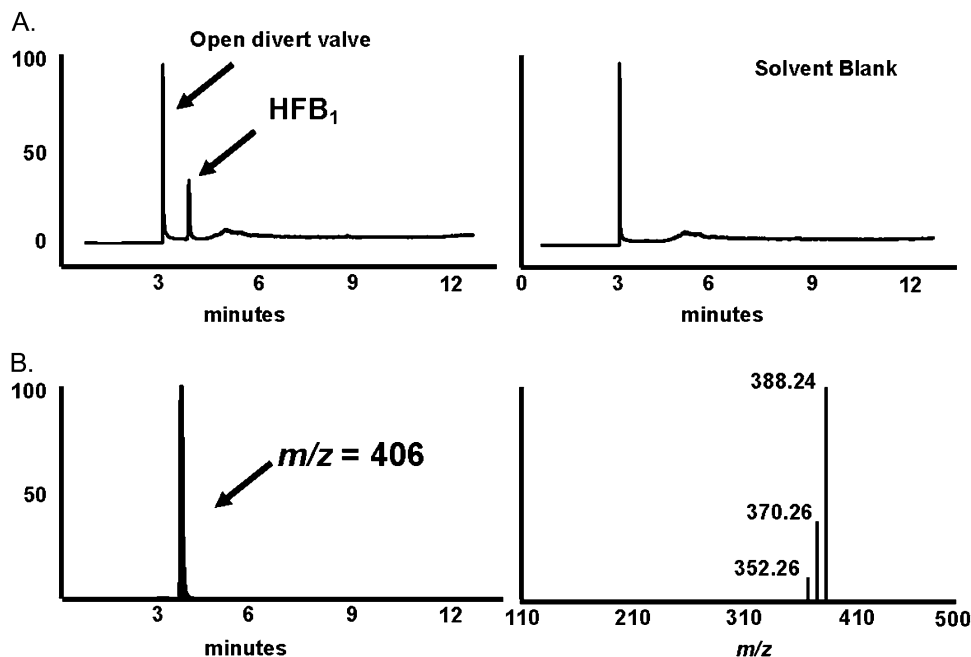 A.
Open divert valve
HFB₁
100
50
0
3 6 9 12
minutes
Solvent Blank
0 3 6 9 12
minutes
B.
100
50
m/z = 406
3 6 9 12
minutes
388.24
370.26
352.26
110 210 310 410 500
m/z